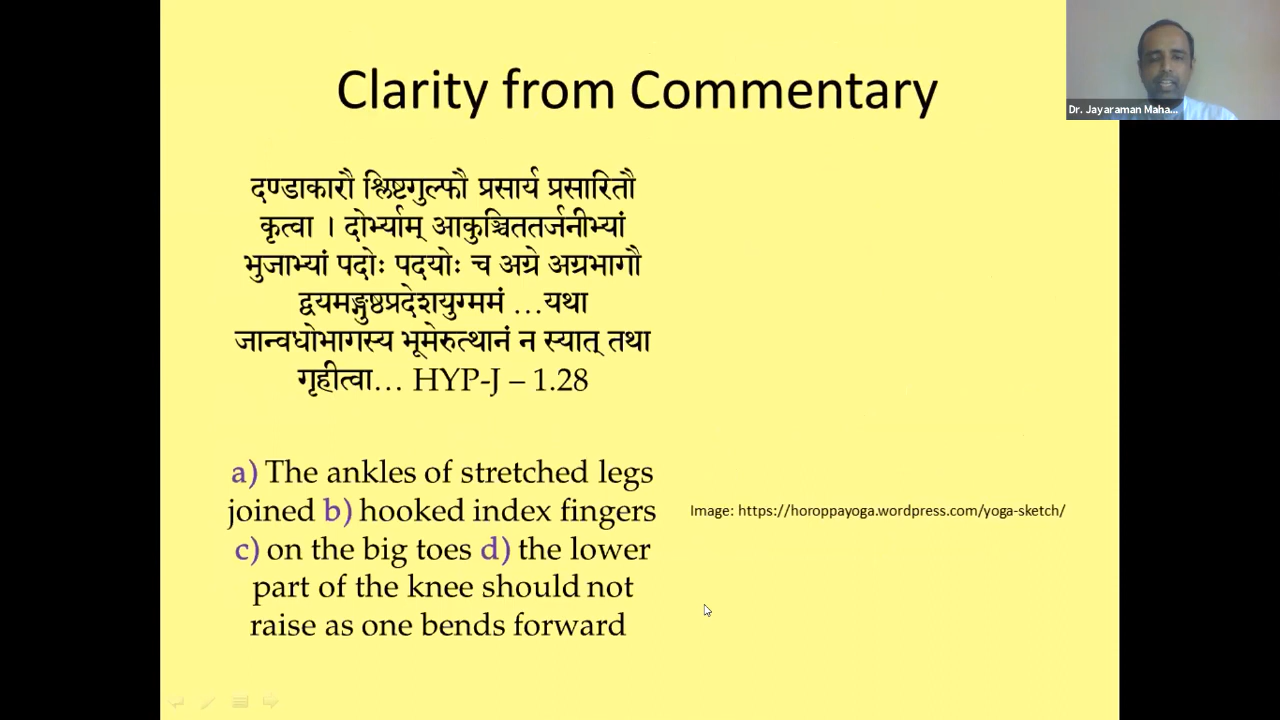 Clarity from Commentary
Dr. Jayaraman Maha...
दण्डाकारौ श्लिष्टगुल्फौ प्रसार्य प्रसारितौ
कृत्वा । दोर्भ्याम् आकुञ्चिततर्जनीभ्यां
भुजाभ्यां पदोः पदयोः च अग्रे अग्रभागौ
द्वयमङ्गुष्ठप्रदेशयुग्ममं ...यथा
जान्वधोभागस्य भूमेरुत्थानं न स्यात् तथा
गृहीत्वा... HYP-J – 1.28
a) The ankles of stretched legs
joined b) hooked index fingers
c) on the big toes d) the lower
part of the knee should not
raise as one bends forward
Image: https://horoppayoga.wordpress.com/yoga-sketch/